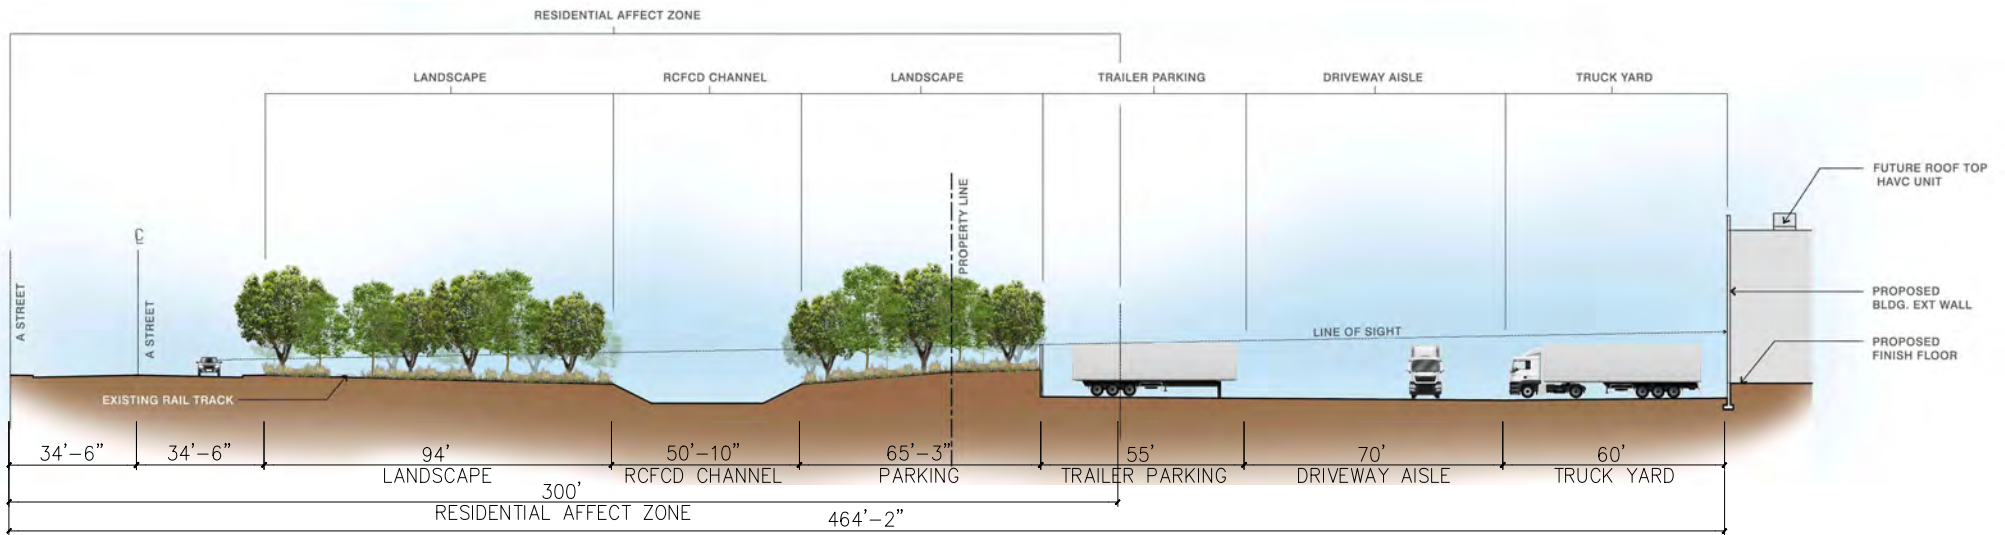 RESIDENTIAL AFFECT ZONE
LANDSCAPE
RCFCD CHANNEL
LANDSCAPE
TRAILER PARKING
DRIVEWAY AISLE
TRUCK YARD
FUTURE ROOF TOP
HAVC UNIT
PROPERTY LINE
℄
A STREET
A STREET
PROPOSED
BLDG. EXT WALL
LINE OF SIGHT
PROPOSED
FINISH FLOOR
EXISTING RAIL TRACK
34'-6"
34'-6"
94'
50'-10"
65'-3"
55'
70'
60'
LANDSCAPE
RCFCD CHANNEL
PARKING
TRAILER PARKING
DRIVEWAY AISLE
TRUCK YARD
300'
RESIDENTIAL AFFECT ZONE
464'-2"